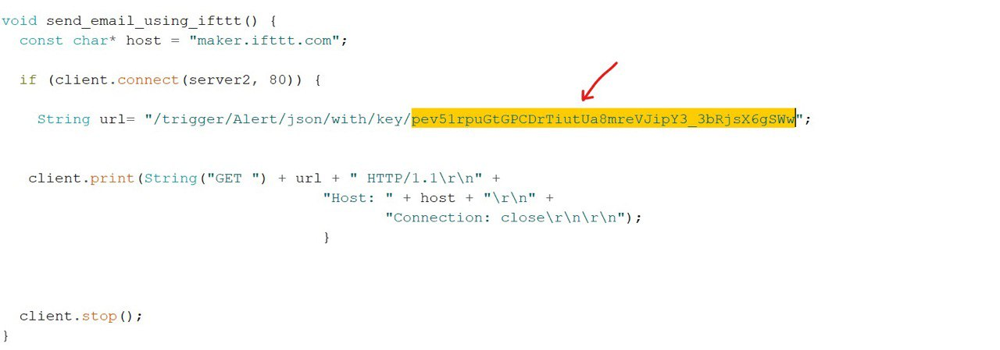 void send_email_using_ifttt() {
const char* host = "maker.ifttt.com";
if (client.connect(server2, 80)) {
String url= "/trigger/Alert/json/with/key/pev5lrpuGtGPCDrTiutUa8mreVJipY3_3bRjsX6gSWw";
client.print(String("GET ") + url + " HTTP/1.1\r\n" +
"Host: " + host + "\r\n" +
"Connection: close\r\n\r\n");
}
client.stop();
}